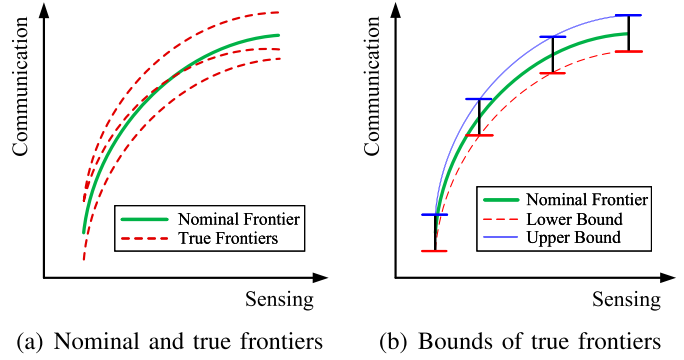 Communication
Nominal Frontier
True Frontiers
Sensing
(a) Nominal and true frontiers
Communication
Nominal Frontier
Lower Bound
Upper Bound
Sensing
(b) Bounds of true frontiers